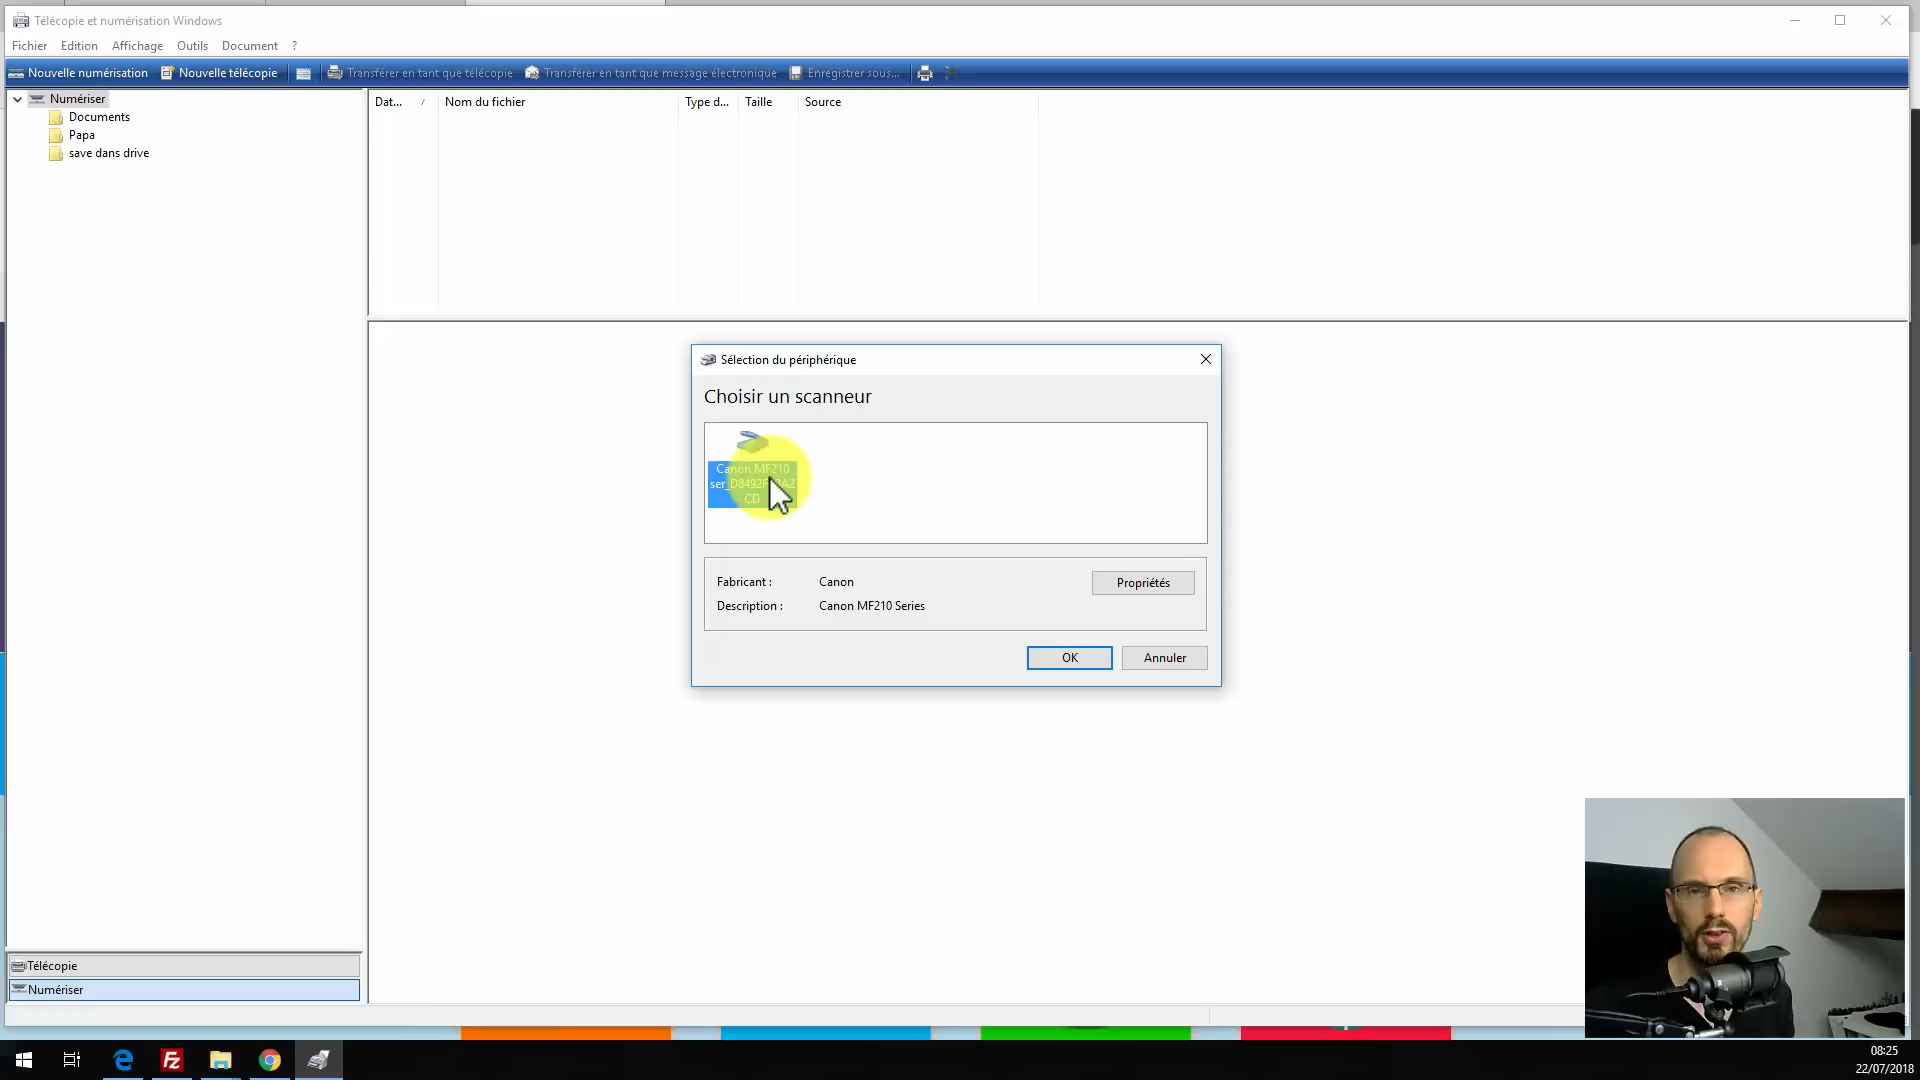 Télécopie et numérisation Windows
Fichier Edition Affichage Outils Document ?
Nouvelle numérisation Nouvelle télécopie Transférer en tant que télécopie Transférer en tant que message électronique Enregistrer sous...
Numériser
Documents
Papa
save dans drive
Dat... Nom du fichier Type d... Taille Source
Sélection du périphérique
Choisir un scanneur
Canon MF210
CD
Fabricant : Canon
Propriétés
Description : Canon MF210 Series
OK Annuler
Télécopie
Numériser
08:25
22/07/2018